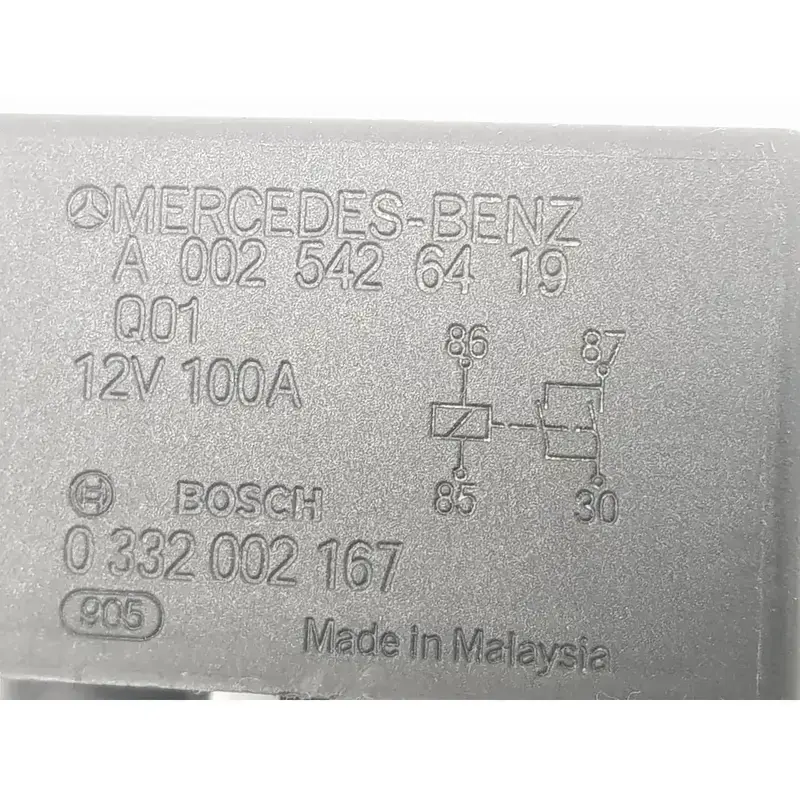 MERCEDES-BENZ
A 002 542 64 19
Q01
12V 100A
86 87
85 30
BOSCH
0 332 002 167
905
Made in Malaysia